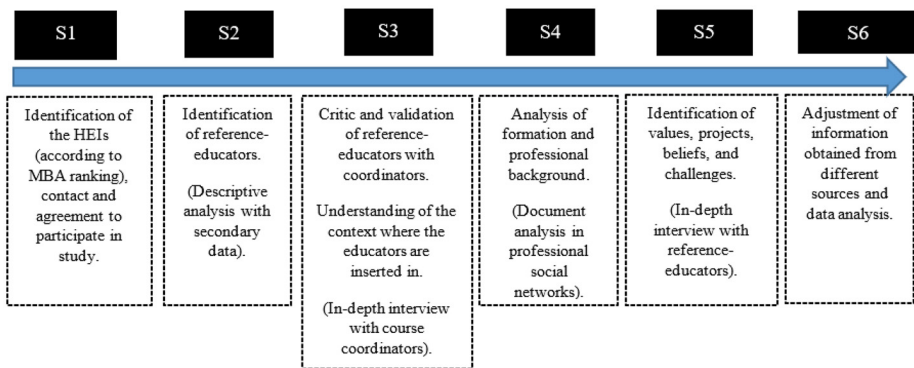 S1
S2
S3
S4
S5
S6
Identification of
the HEIs
(according to
MBA ranking),
contact and
agreement to
participate in
study.
Identification
of reference-
educators.
(Descriptive
analysis with
secondary
data).
Critic and validation
of reference-
educators with
coordinators.
Understanding of the
context where the
educators are
inserted in.
(In-depth interview
with course
coordinators).
Analysis of
formation and
professional
background.
(Document
analysis in
professional
social
networks).
Identification of
values, projects,
beliefs, and
challenges.
(In-depth
interview with
reference-
educators).
Adjustment of
information
obtained from
different
sources and
data analysis.